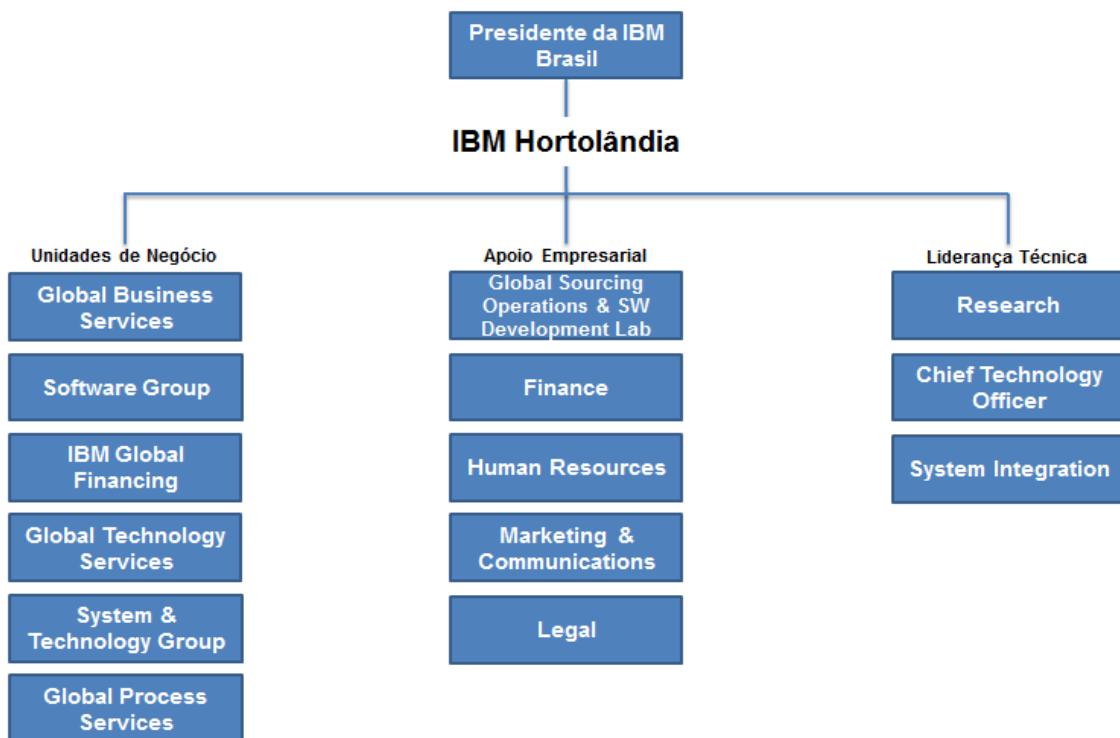 Presidente da IBM
Brasil
IBM Hortolândia
Unidades de Negócio
Global Business
Services
Software Group
IBM Global
Financing
Global Technology
Services
System &
Technology Group
Global Process
Services
Apoio Empresarial
Global Sourcing
Operations & SW
Development Lab
Finance
Human Resources
Marketing &
Communications
Legal
Liderança Técnica
Research
Chief Technology
Officer
System Integration